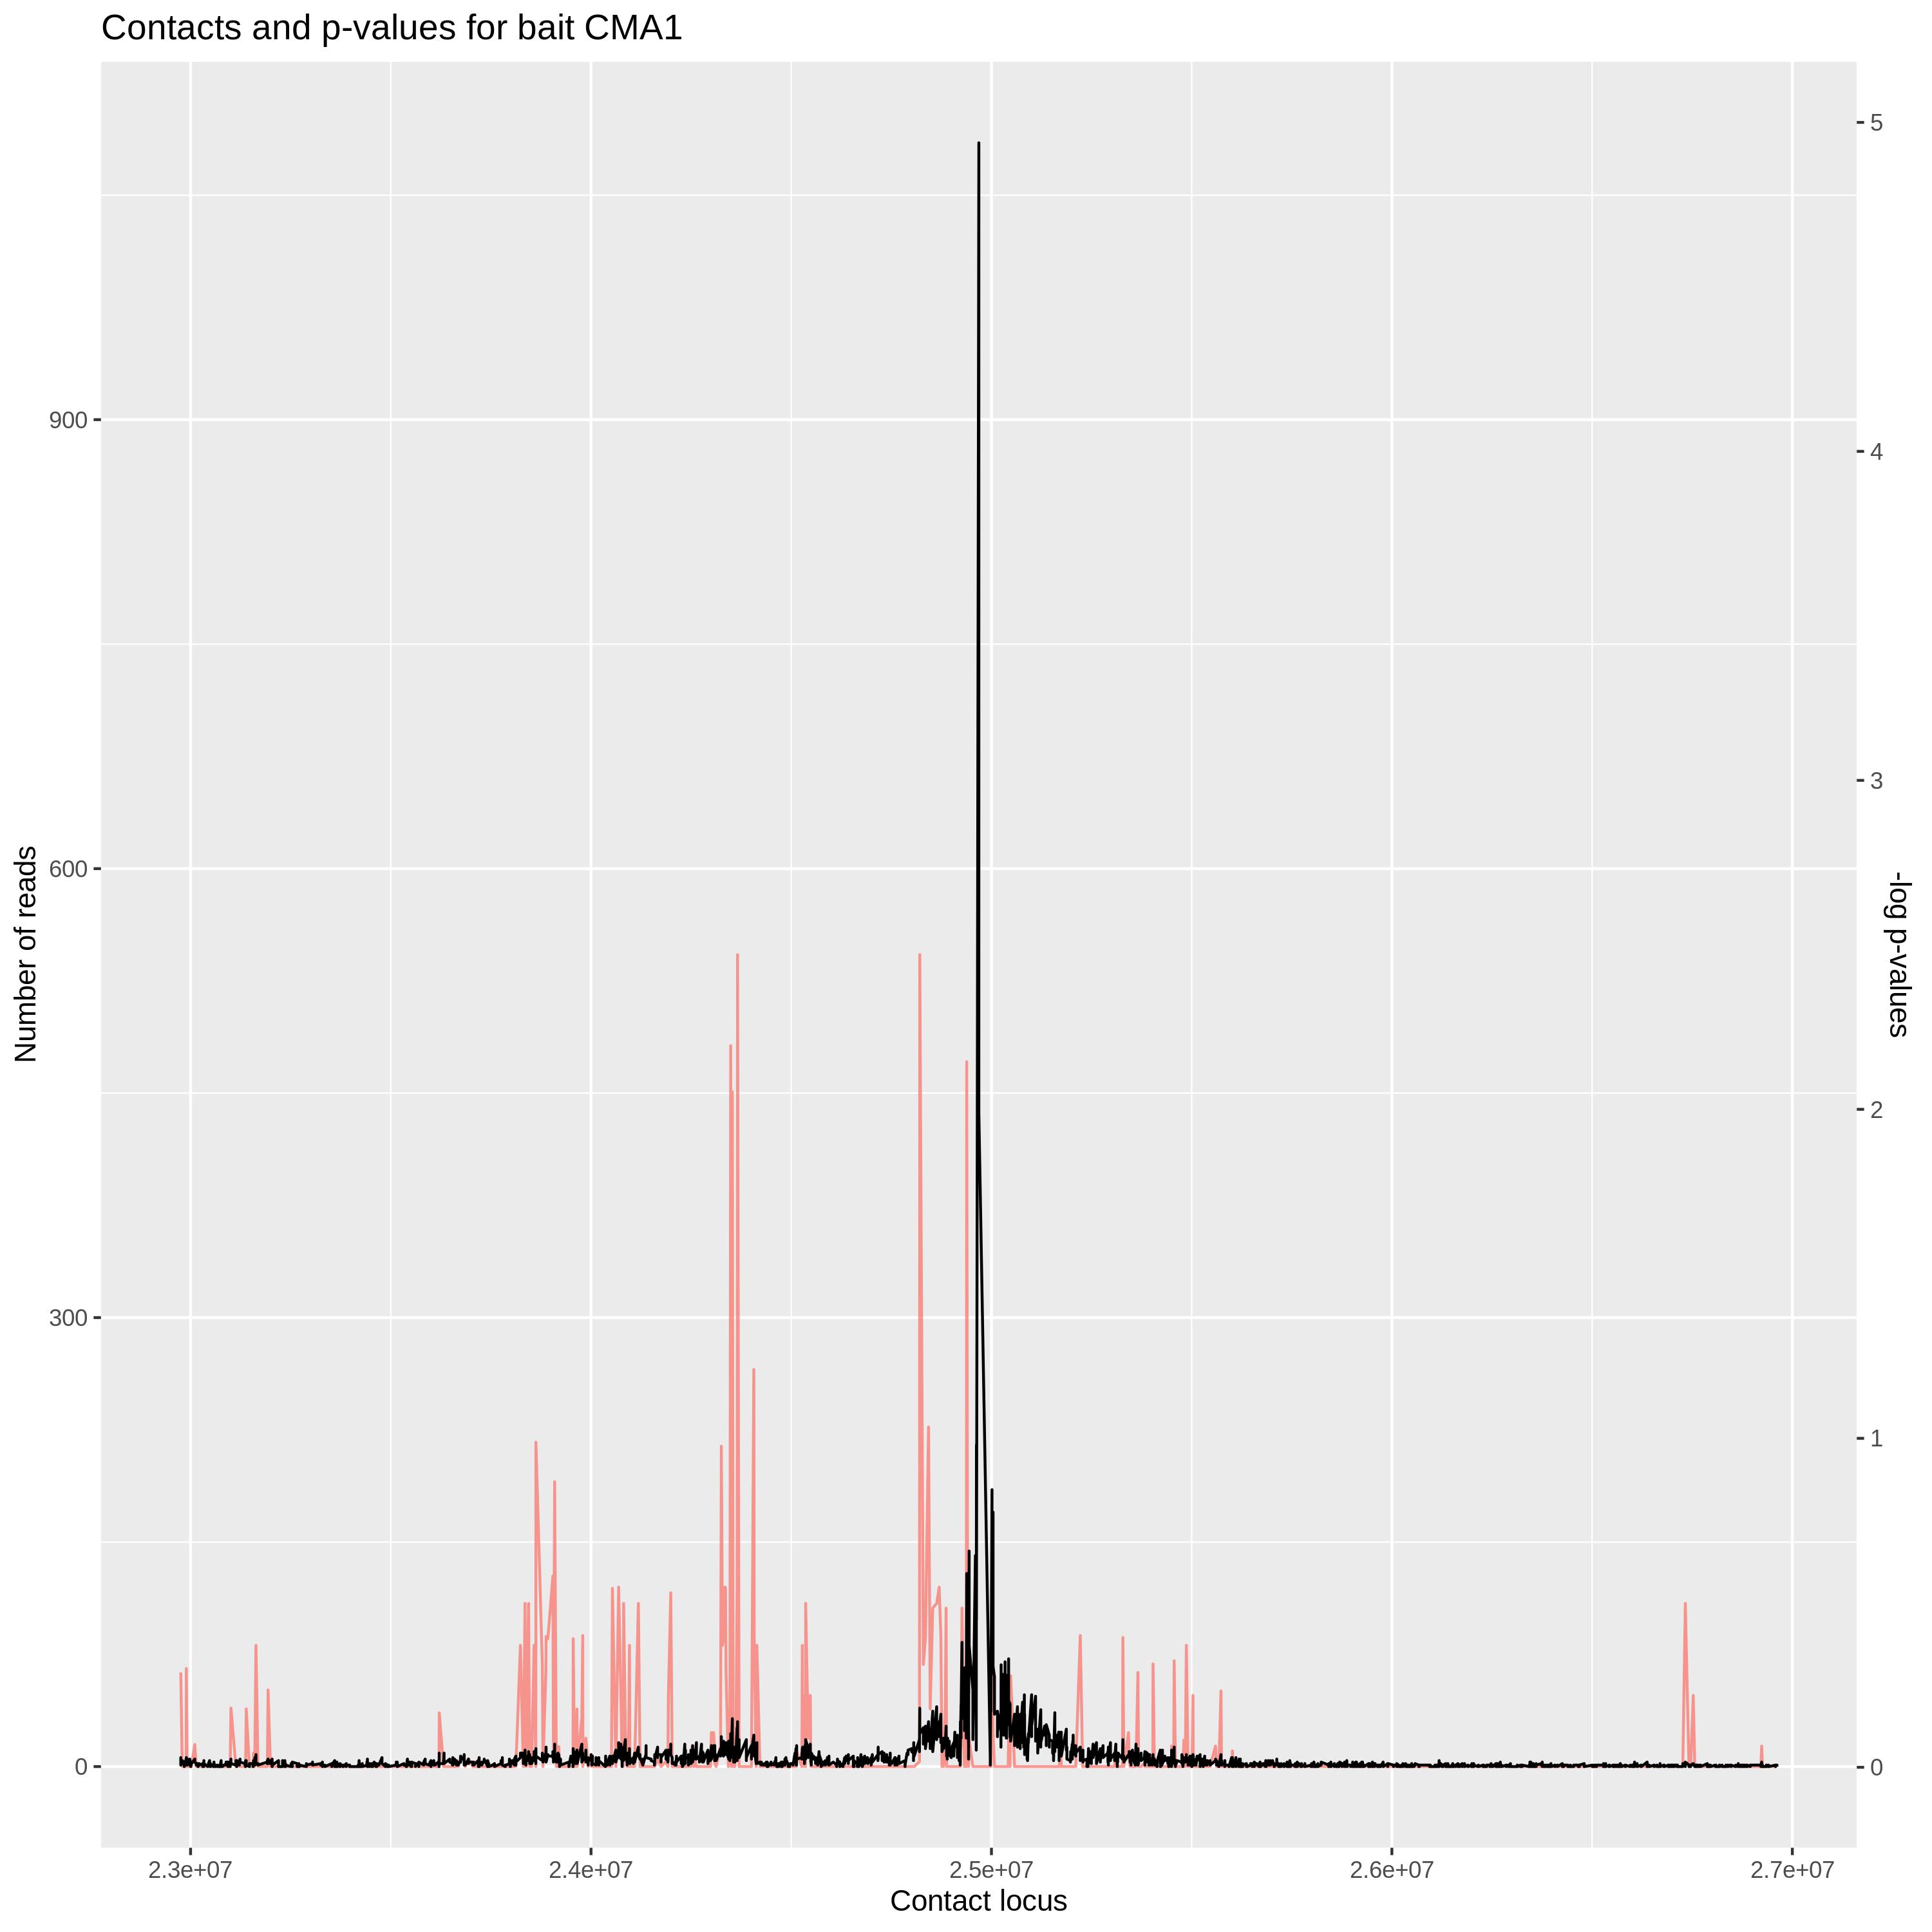 Contacts and p-values for bait CMA1
Number of reads
900
600
300
0
5
4
3
2
1
0
-log p-values
2.3e+07
2.4e+07
2.5e+07
2.6e+07
2.7e+07
Contact locus